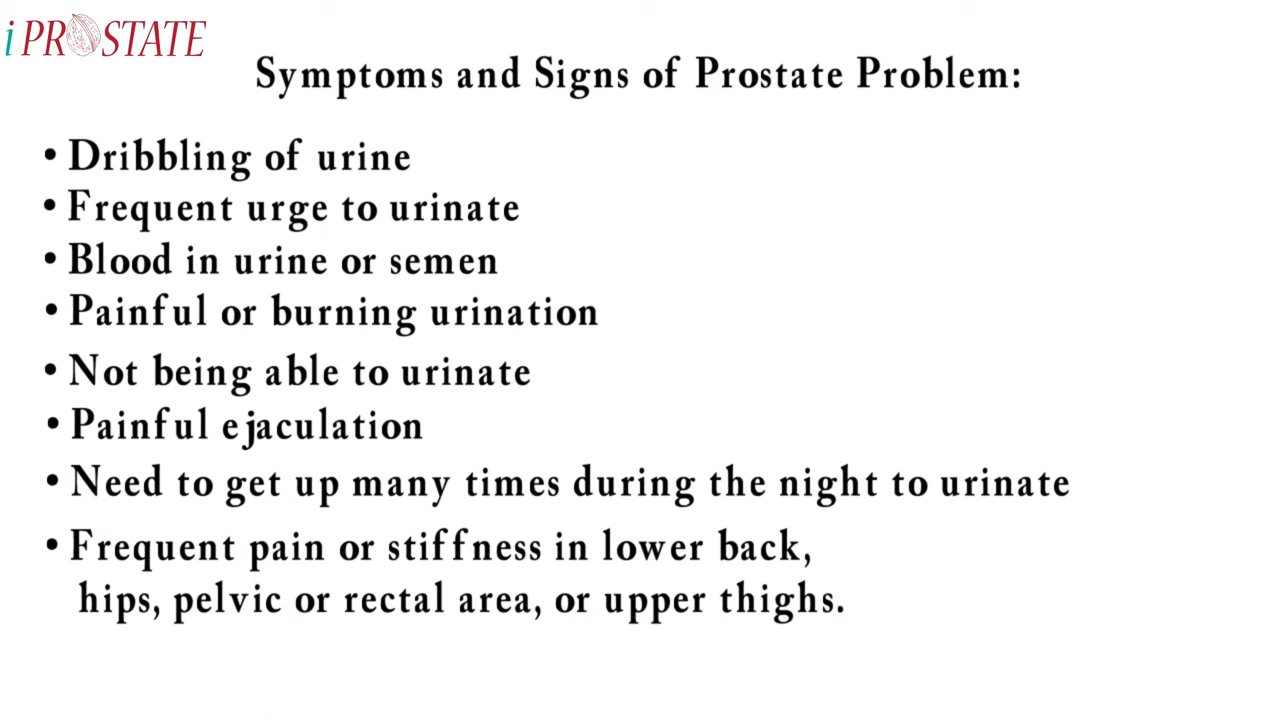 i PROSTATE
Symptoms and Signs of Prostate Problem:
• Dribbling of urine
• Frequent urge to urinate
• Blood in urine or semen
• Painful or burning urination
• Not being able to urinate
• Painful ejaculation
• Need to get up many times during the night to urinate
• Frequent pain or stiffness in lower back,
hips, pelvic or rectal area, or upper thighs.